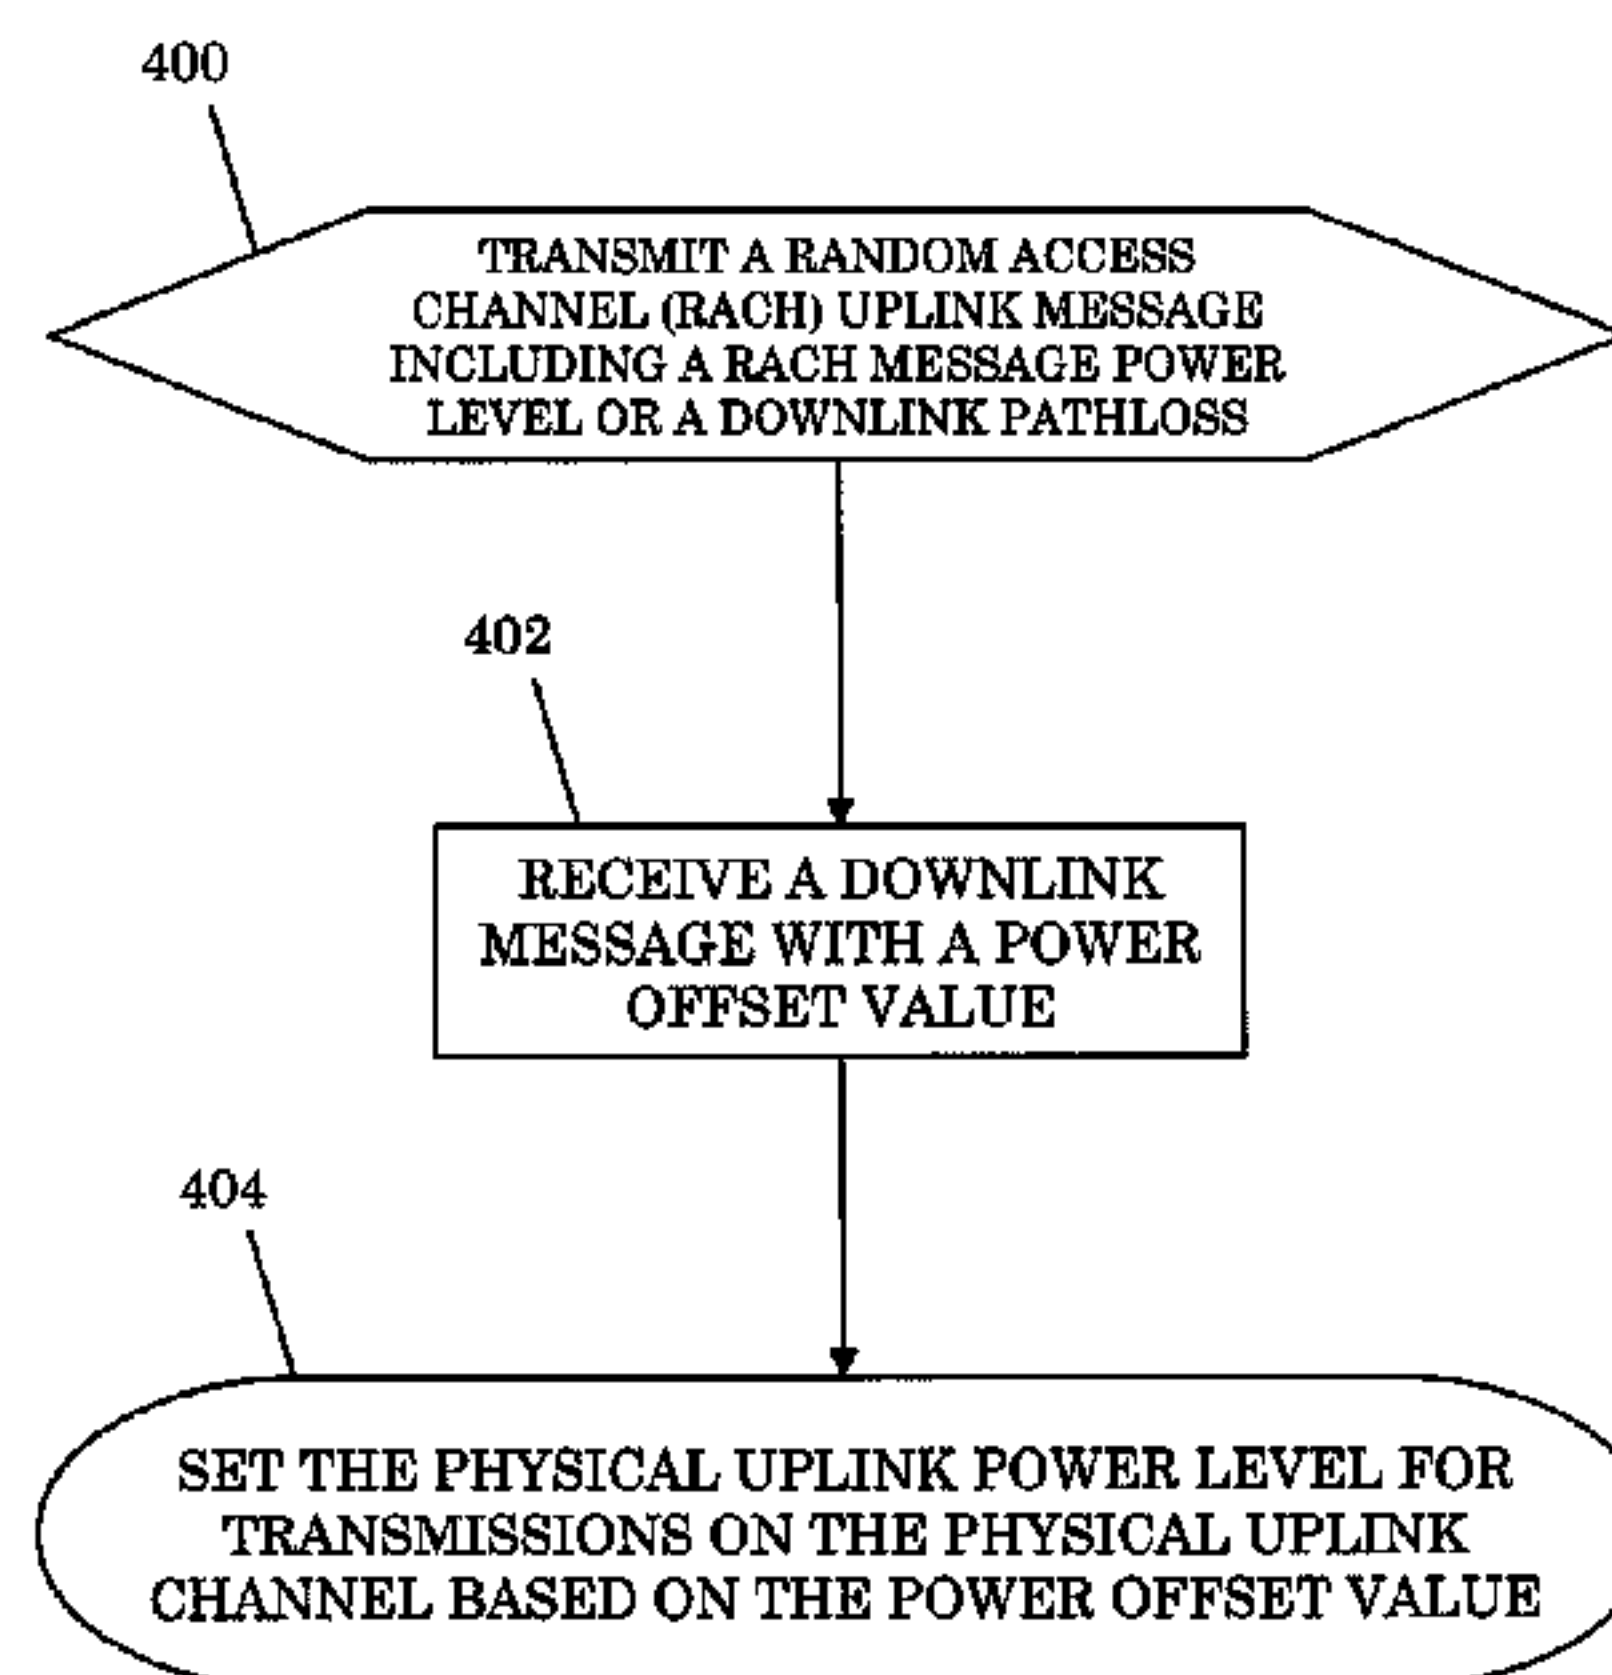 400
TRANSMIT A RANDOM ACCESS
CHANNEL (RACH) UPLINK MESSAGE
INCLUDING A RACH MESSAGE POWER
LEVEL OR A DOWNLINK PATHLOSS
402
RECEIVE A DOWNLINK
MESSAGE WITH A POWER
OFFSET VALUE
404
SET THE PHYSICAL UPLINK POWER LEVEL FOR
TRANSMISSIONS ON THE PHYSICAL UPLINK
CHANNEL BASED ON THE POWER OFFSET VALUE